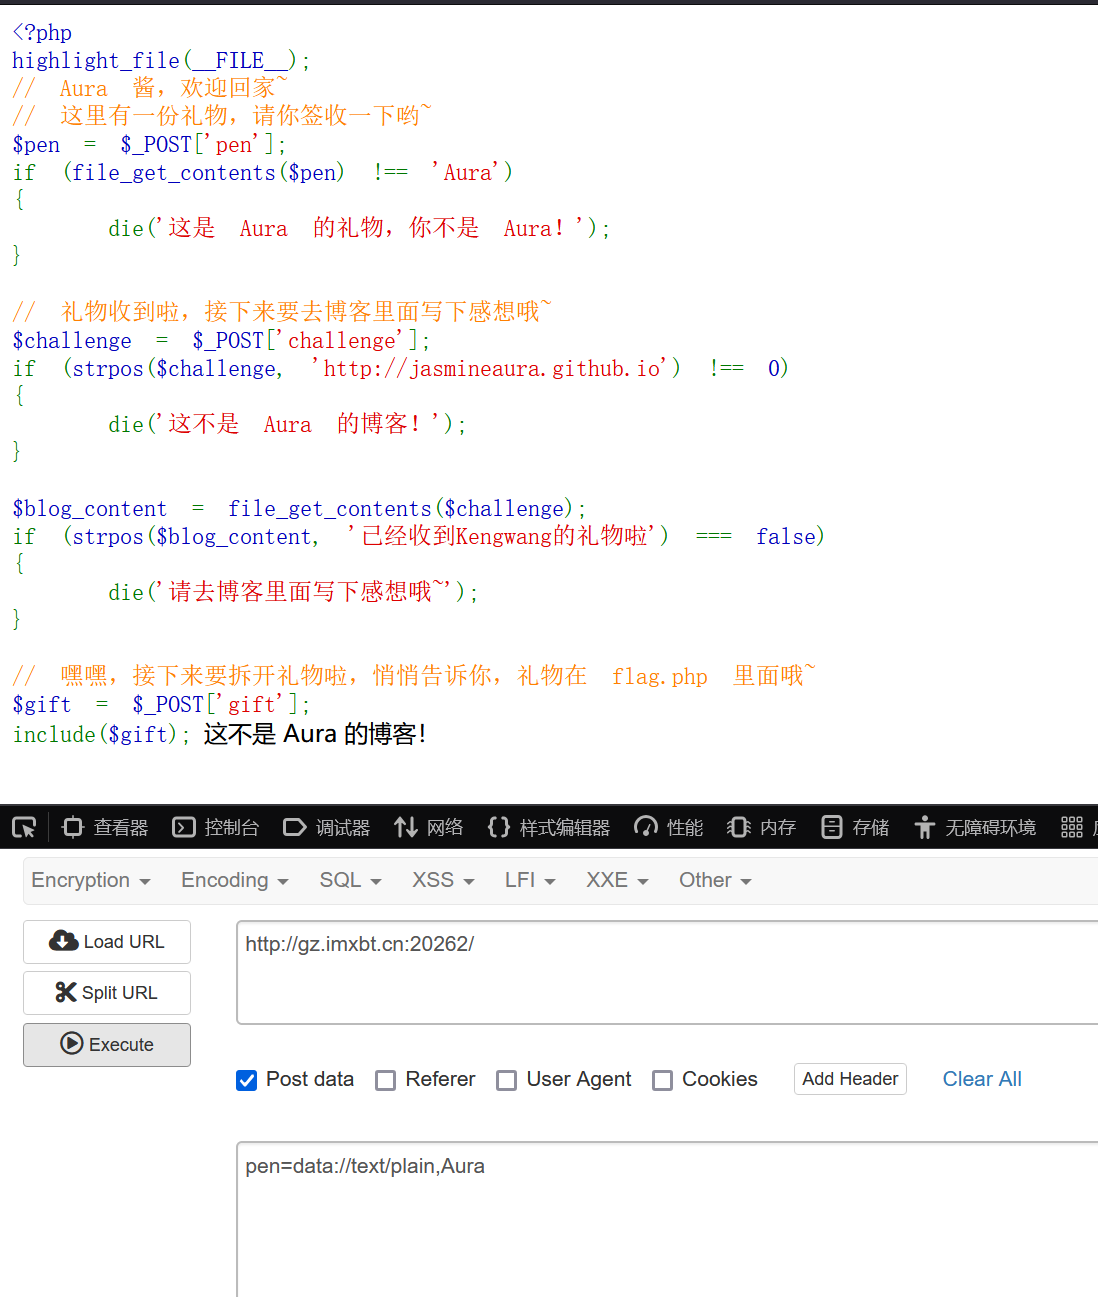 <?php
highlight_file(__FILE__);
// Aura 酱，欢迎回家~
// 这里有一份礼物，请你签收一下哟~
$pen = $_POST['pen'];
if (file_get_contents($pen) !== 'Aura')
{
die('这是 Aura 的礼物，你不是 Aura！');
}
// 礼物收到啦，接下来要去博客里面写下感想哦~
$challenge = $_POST['challenge'];
if (strpos($challenge, 'http://jasmineaura.github.io') !== 0)
{
die('这不是 Aura 的博客！');
}
$blog_content = file_get_contents($challenge);
if (strpos($blog_content, '已经收到Kengwang的礼物啦') === false)
{
die('请去博客里面写下感想哦~');
}
// 嘿嘿，接下来要拆开礼物啦，悄悄告诉你，礼物在 flag.php 里面哦~
$gift = $_POST['gift'];
include($gift); 这不是 Aura 的博客！
查看器 控制台 调试器 网络 样式编辑器 性能 内存 存储 无障碍环境
Encryption Encoding SQL XSS LFI XXE Other
Load URL
http://gz.imxbt.cn:20262/
Split URL
Execute
Post data Referer User Agent Cookies Add Header Clear All
pen=data://text/plain,Aura